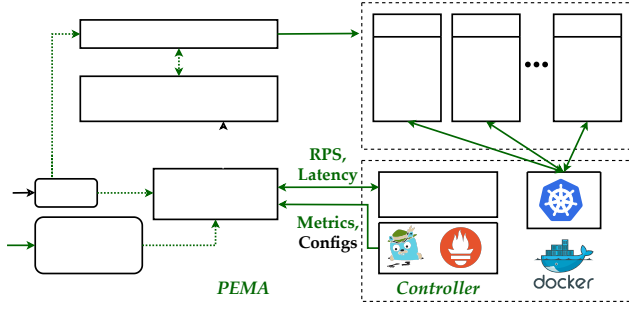 RPS,
Latency
Metrics,
Configs
PEMA
Controller
docker